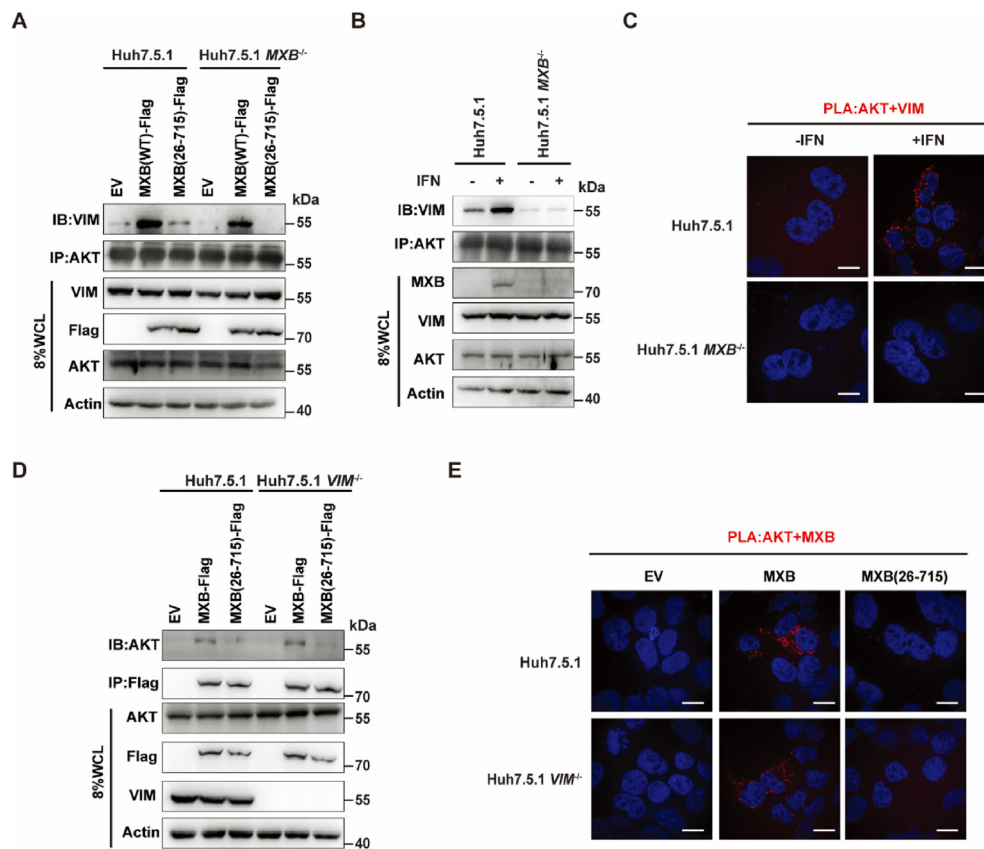 A
Huh7.5.1 Huh7.5.1 MXB-/-
EV MXB(WT)-Flag MXB(26-715)-Flag EV MXB(WT)-Flag MXB(26-715)-Flag
kDa
IB:VIM 55
IP:AKT 55
8%WCL
VIM 55
Flag 70
AKT 55
Actin 40
B
Huh7.5.1 Huh7.5.1 MXB-/-
IFN - + - + kDa
IB:VIM 55
IP:AKT 55
8%WCL
MXB 70
VIM 55
AKT 55
Actin 40
C
PLA:AKT+VIM
-IFN +IFN
Huh7.5.1
Huh7.5.1 MXB-/-
D
Huh7.5.1 Huh7.5.1 VIM-/-
EV MXB-Flag MXB(26-715)-Flag EV MXB-Flag MXB(26-715)-Flag
kDa
IB:AKT 55
IP:Flag 70
8%WCL
AKT 55
Flag 70
VIM 55
Actin 40
E
PLA:AKT+MXB
EV MXB MXB(26-715)
Huh7.5.1
Huh7.5.1 VIM-/-